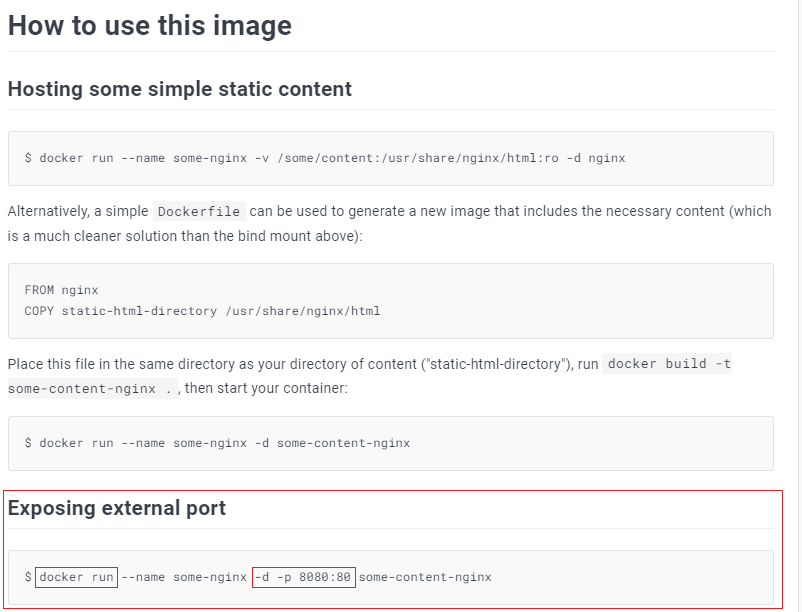 How to use this image
Hosting some simple static content
$ docker run --name some-nginx -v /some/content:/usr/share/nginx/html:ro -d nginx
Alternatively, a simple Dockerfile can be used to generate a new image that includes the necessary content (which
is a much cleaner solution than the bind mount above):
FROM nginx
COPY static-html-directory /usr/share/nginx/html
Place this file in the same directory as your directory of content ("static-html-directory"), run docker build -t
some-content-nginx . , then start your container:
$ docker run --name some-nginx -d some-content-nginx
Exposing external port
$ docker run --name some-nginx -d -p 8080:80 some-content-nginx